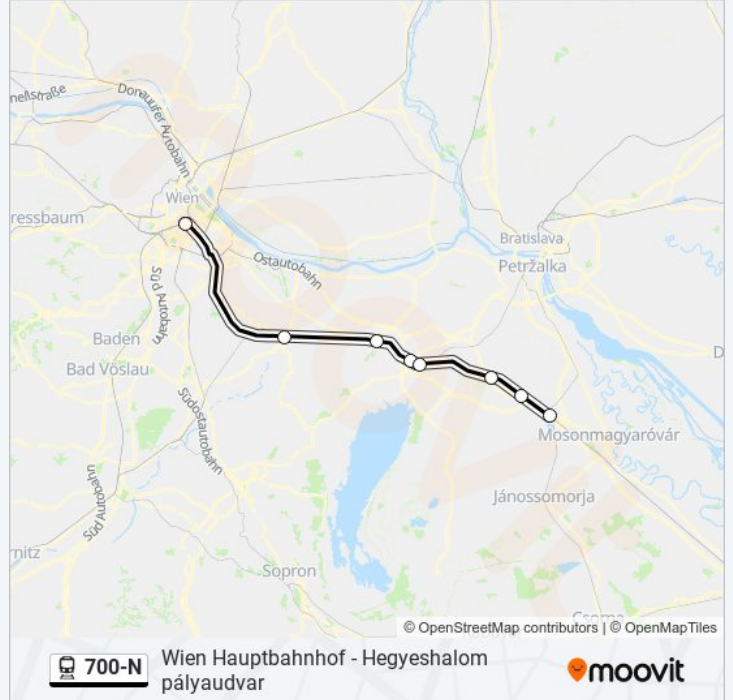 nellstraße
Donauufer Autobahn
Wien
ressbaum
Bratislava
Ostautobahn
Petržalka
Süd Autobahn
Baden
D
Bad Vöslau
Südostautobahn
Mosonmagyaróvár
Süd Autobahn
Jánossomorja
rnitz
Sopron
Csorna
© OpenStreetMap contributors | © OpenMapTiles
700-N
Wien Hauptbahnhof - Hegyeshalom
pályaudvar
moovit